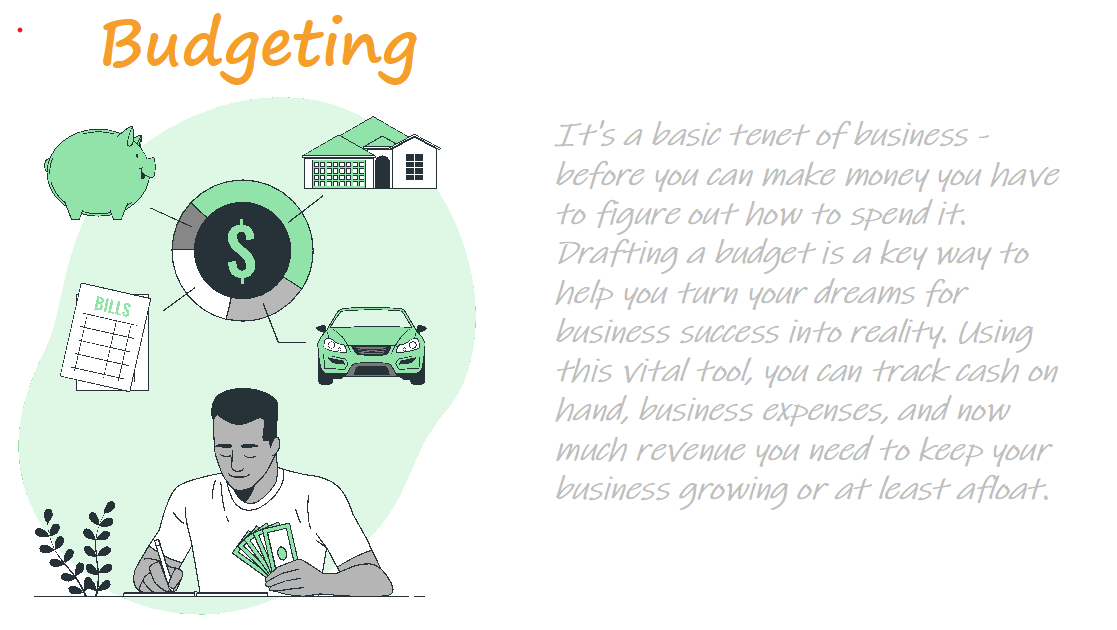 Budgeting
$
BILLS
It's a basic tenet of business -
before you can make money you have
to figure out how to spend it.
Drafting a budget is a key way to
help you turn your dreams for
business success into reality. Using
this vital tool, you can track cash on
hand, business expenses, and now
much revenue you need to keep your
business growing or at least afloat.